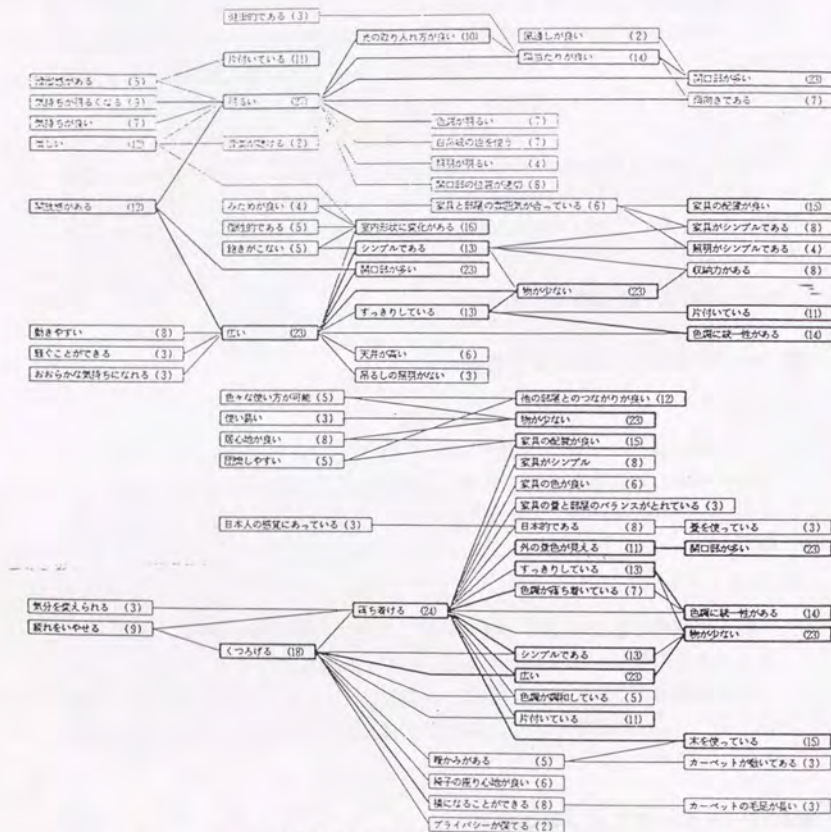 健康的である (3)
光の取り入れ方が良い (10)
風通しが良い (2)
片付いている (11)
陽当たりが良い (14)
清潔感がある (5)
開口部が多い (23)
気持ちが明るくなる (3)
明るい (27)
南向きである (7)
気持ちが良い (7)
色調が明るい (7)
楽しい (12)
(2)
白系統の色を使う (7)
照明が明るい (4)
開口部の位置が適切 (6)
開放感がある (12)
みためが良い (4)
家具と部屋の雰囲気が合っている (6)
家具の配置が良い (15)
個性的である (5)
室内形状に変化がある (16)
家具がシンプルである (8)
飽きがこない (5)
シンプルである (13)
照明がシンプルである (4)
開口部が多い (23)
収納力がある (8)
物が少ない (23)
すっきりしている (13)
片付いている (11)
動きやすい (8)
広い (23)
色調に統一性がある (14)
寝ぐことができる (3)
天井が高い (6)
おおらかな気持ちになれる (3)
吊るしの照明がない (3)
色々な使い方が可能 (5)
他の部屋とのつながりが良い (12)
使い易い (3)
物が少ない (23)
居心地が良い (8)
家具の配置が良い (15)
団欒しやすい (5)
家具がシンプル (8)
家具の色が良い (6)
家具の量と部屋のバランスがとれている (3)
日本人の感覚にあっている (3)
日本的である (8)
畳を使っている (3)
外の景色が見える (11)
開口部が多い (23)
すっきりしている (13)
色調が落ち着いている (7)
気分を変えられる (3)
落ち着ける (24)
色調に統一性がある (14)
疲れをいやせる (9)
物が少ない (23)
くつろげる (18)
シンプルである (13)
広い (23)
色調が調和している (5)
片付いている (11)
木を使っている (15)
暖かみがある (5)
カーペットが敷いてある (3)
椅子の座り心地が良い (6)
横になることができる (8)
カーペットの毛足が長い (3)
プライバシーが保てる (2)